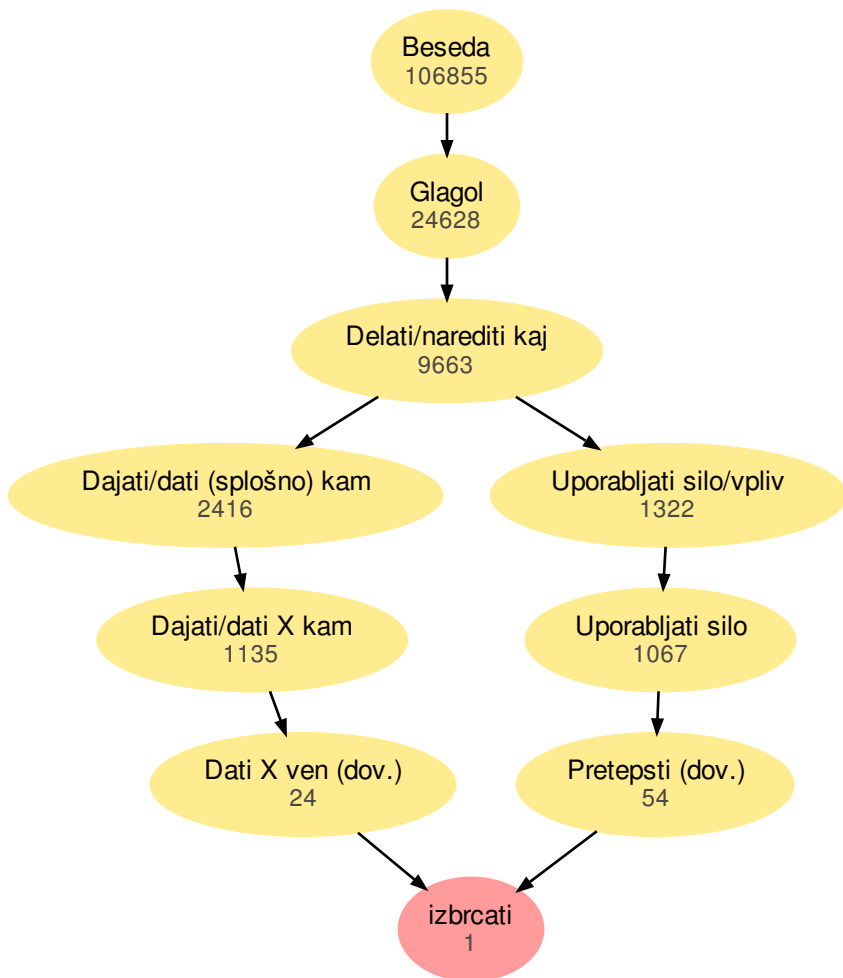 Beseda
106855
Glagol
24628
Delati/narediti kaj
9663
Dajati/dati (splošno) kam
2416
Uporabljati silo/vpliv
1322
Dajati/dati X kam
1135
Uporabljati silo
1067
Dati X ven (dov.)
24
Pretepsti (dov.)
54
izbrcati
1